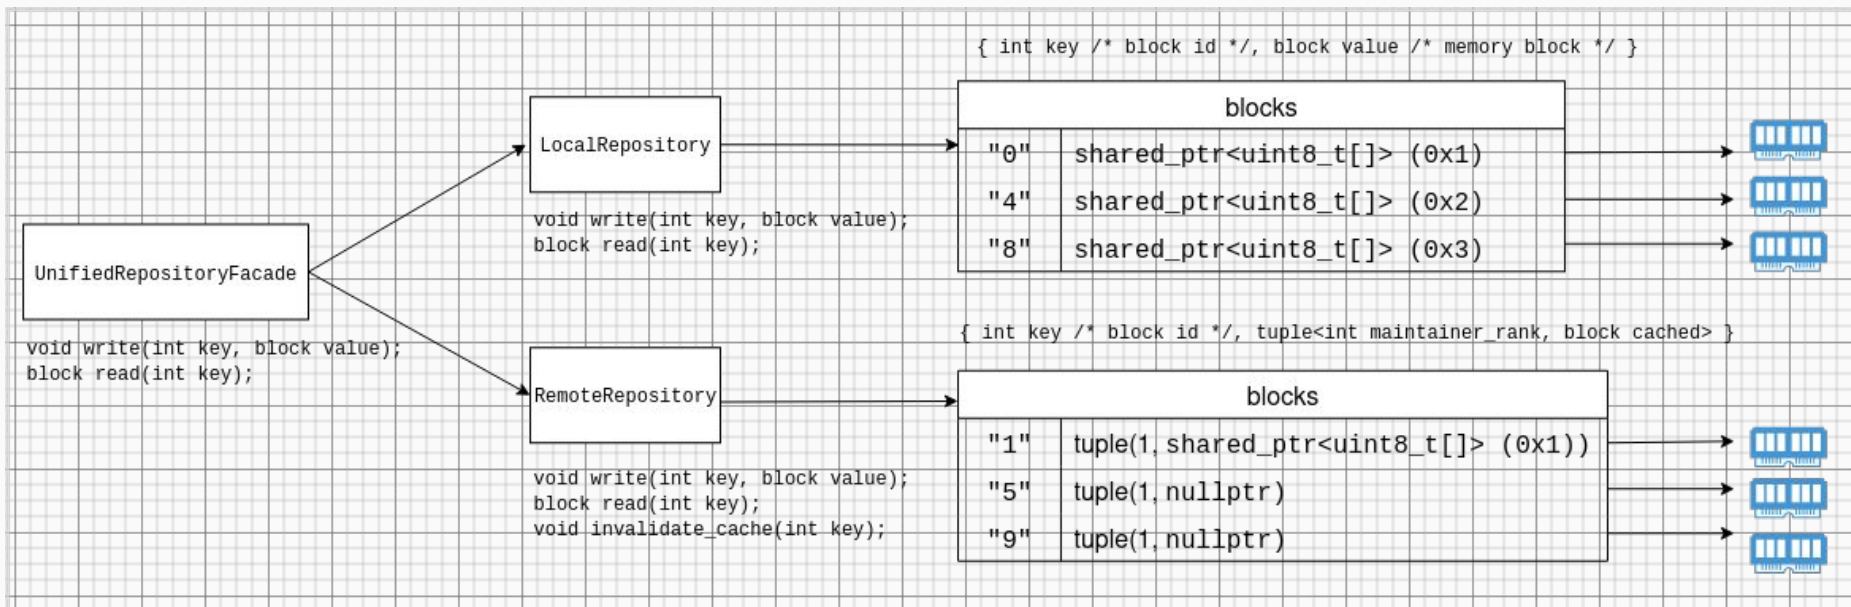 { int key /* block id */, block value /* memory block */ }
blocks
"0" shared_ptr<uint8_t[]> (0x1)
"4" shared_ptr<uint8_t[]> (0x2)
"8" shared_ptr<uint8_t[]> (0x3)
LocalRepository
void write(int key, block value);
block read(int key);
UnifiedRepositoryFacade
void write(int key, block value);
block read(int key);
RemoteRepository
void write(int key, block value);
block read(int key);
void invalidate_cache(int key);
{ int key /* block id */, tuple<int maintainer_rank, block cached> }
blocks
"1" tuple(1, shared_ptr<uint8_t[]> (0x1))
"5" tuple(1, nullptr)
"9" tuple(1, nullptr)